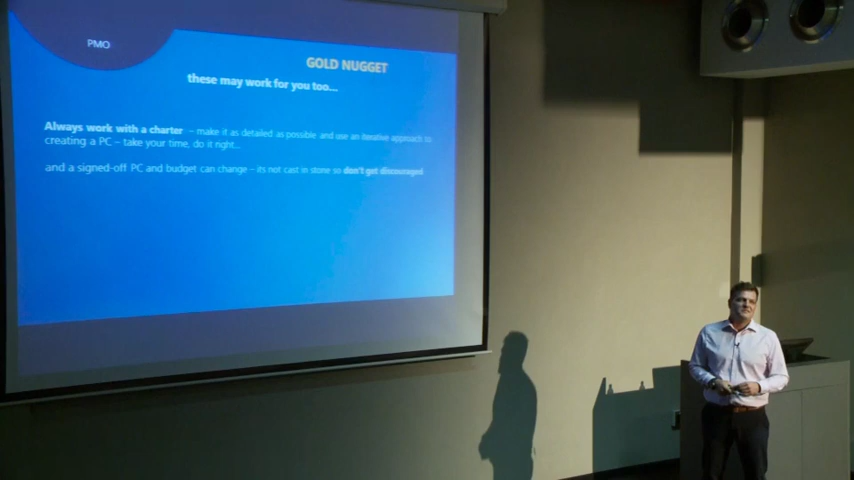 PMO
GOLD NUGGET
these may work for you too...
Always work with a charter – make it as detailed as possible and use an iterative approach to
creating a PC – take your time, do it right...
and a signed-off PC and budget can change – its not cast in stone so don't get discouraged